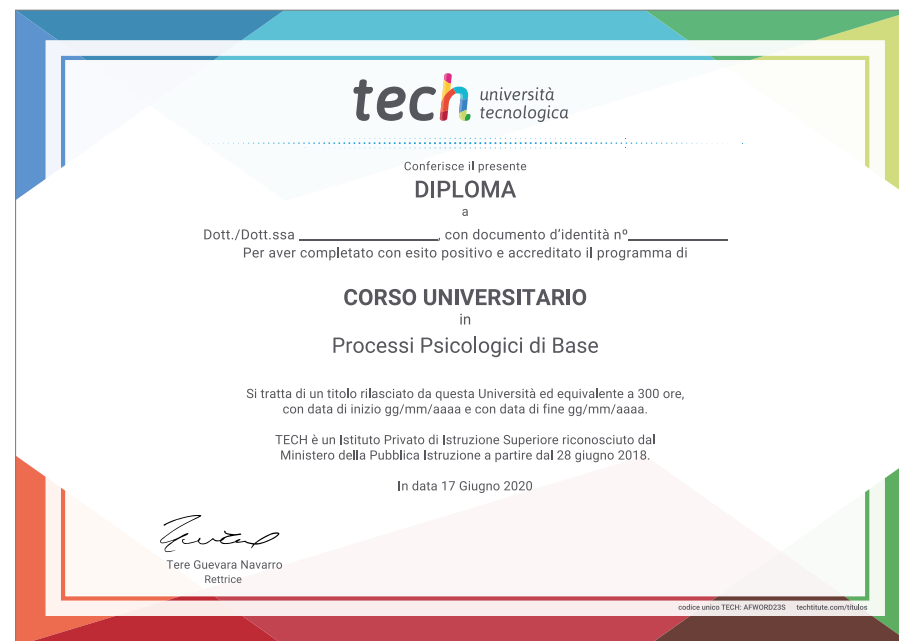 tech università
tecnologica
Conferisce il presente
DIPLOMA
a
Dott./Dott.ssa ____________________, con documento d'identità nº______________
Per aver completato con esito positivo e accreditato il programma di
CORSO UNIVERSITARIO
in
Processi Psicologici di Base
Si tratta di un titolo rilasciato da questa Università ed equivalente a 300 ore,
con data di inizio gg/mm/aaaa e con data di fine gg/mm/aaaa.
TECH è un Istituto Privato di Istruzione Superiore riconosciuto dal
Ministero della Pubblica Istruzione a partire dal 28 giugno 2018.
In data 17 Giugno 2020
Tere Guevara Navarro
Rettrice
codice unico TECH: AFWORD23S techtitute.com/titulos